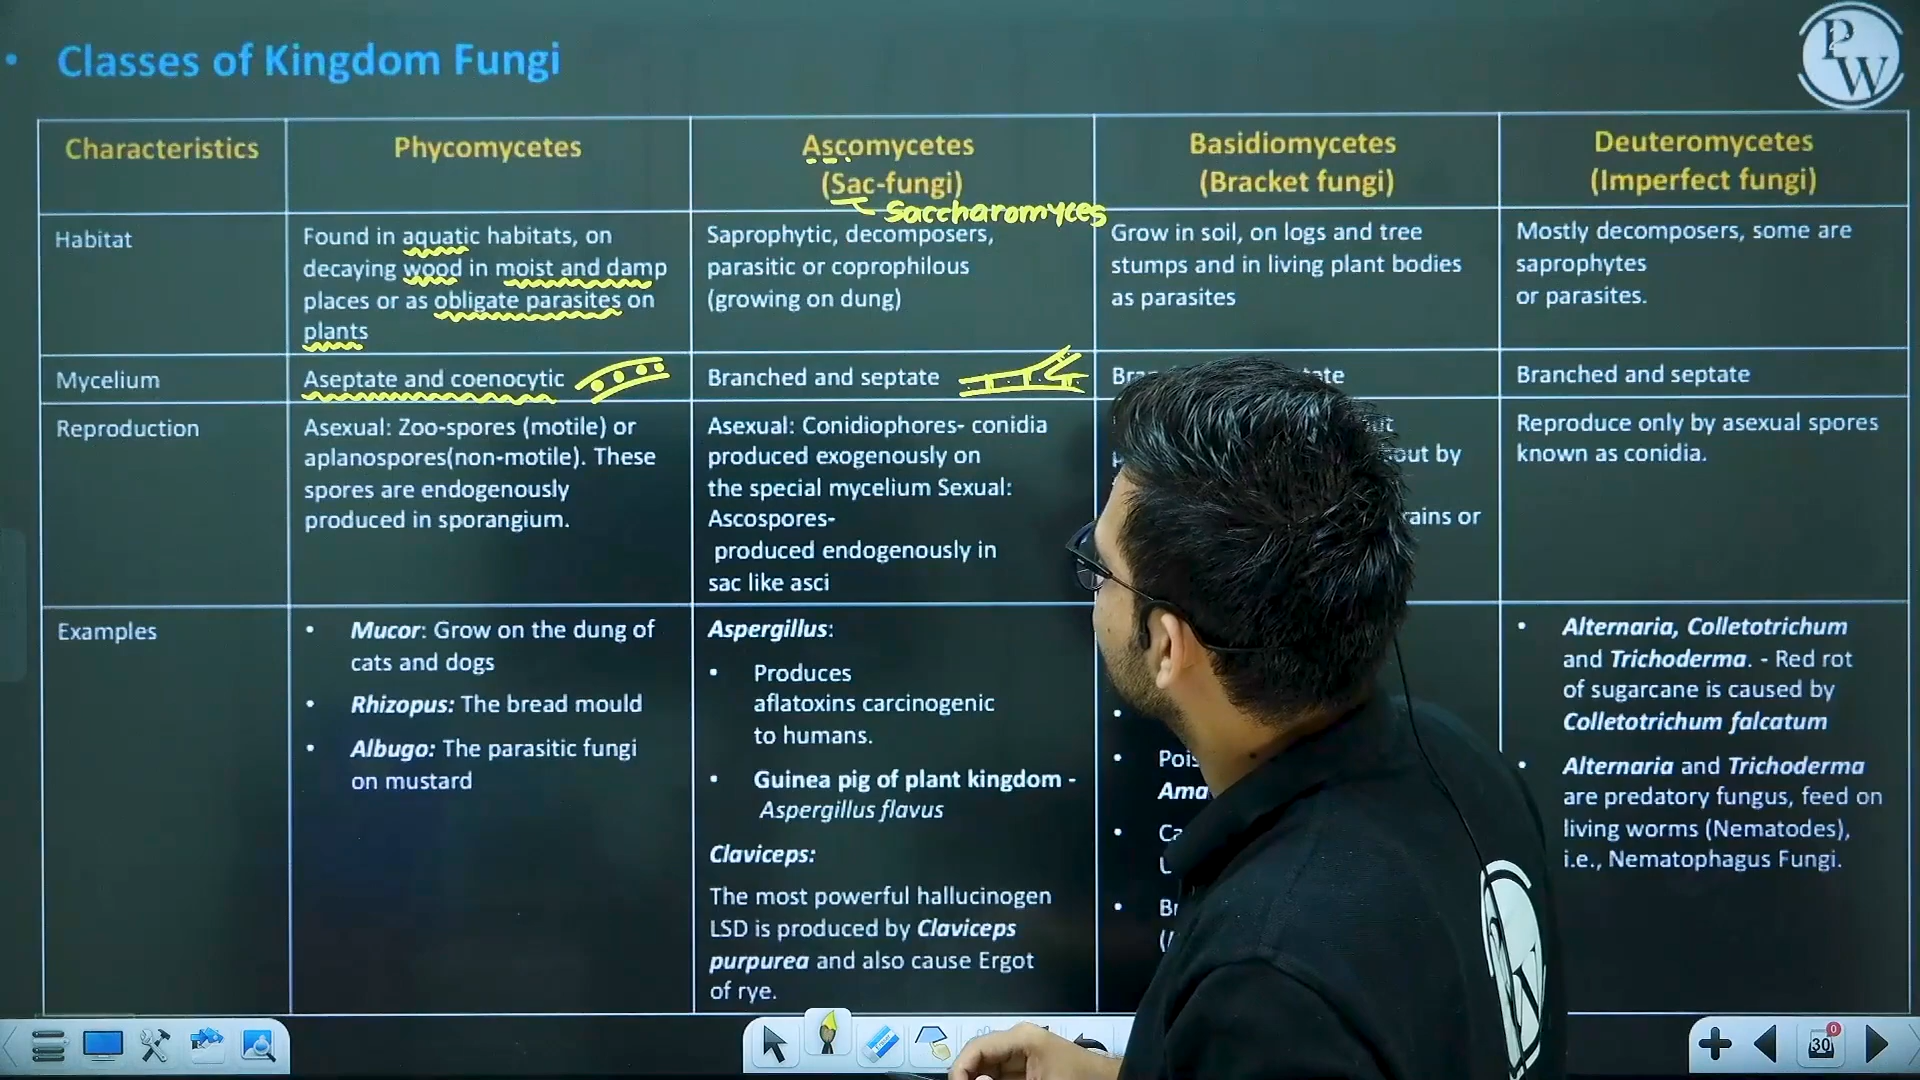 PW
• Classes of Kingdom Fungi
Characteristics
Phycomycetes
Ascomycetes
(Sac-fungi)
Saccharomyces
Basidiomycetes
(Bracket fungi)
Deuteromycetes
(Imperfect fungi)
Habitat
Found in aquatic habitats, on
decaying wood in moist and damp
places or as obligate parasites on
plants
Saprophytic, decomposers,
parasitic or coprophilous
(growing on dung)
Grow in soil, on logs and tree
stumps and in living plant bodies
as parasites
Mostly decomposers, some are
saprophytes
or parasites.
Mycelium
Aseptate and coenocytic
Branched and septate
Branched and septate
Reproduction
Asexual: Zoo-spores (motile) or
aplanospores(non-motile). These
spores are endogenously
produced in sporangium.
Asexual: Conidiophores- conidia
produced exogenously on
the special mycelium Sexual:
Ascospores-
produced endogenously in
sac like asci
out by
Reproduce only by asexual spores
known as conidia.
Examples
• Mucor: Grow on the dung of
cats and dogs
• Rhizopus: The bread mould
• Albugo: The parasitic fungi
on mustard
Aspergillus:
• Produces
aflatoxins carcinogenic
to humans.
• Guinea pig of plant kingdom -
Aspergillus flavus
Claviceps:
The most powerful hallucinogen
LSD is produced by Claviceps
purpurea and also cause Ergot
of rye.
• Alternaria, Colletotrichum
and Trichoderma. - Red rot
of sugarcane is caused by
Colletotrichum falcatum
• Alternaria and Trichoderma
are predatory fungus, feed on
living worms (Nematodes),
i.e., Nematophagus Fungi.
30
0